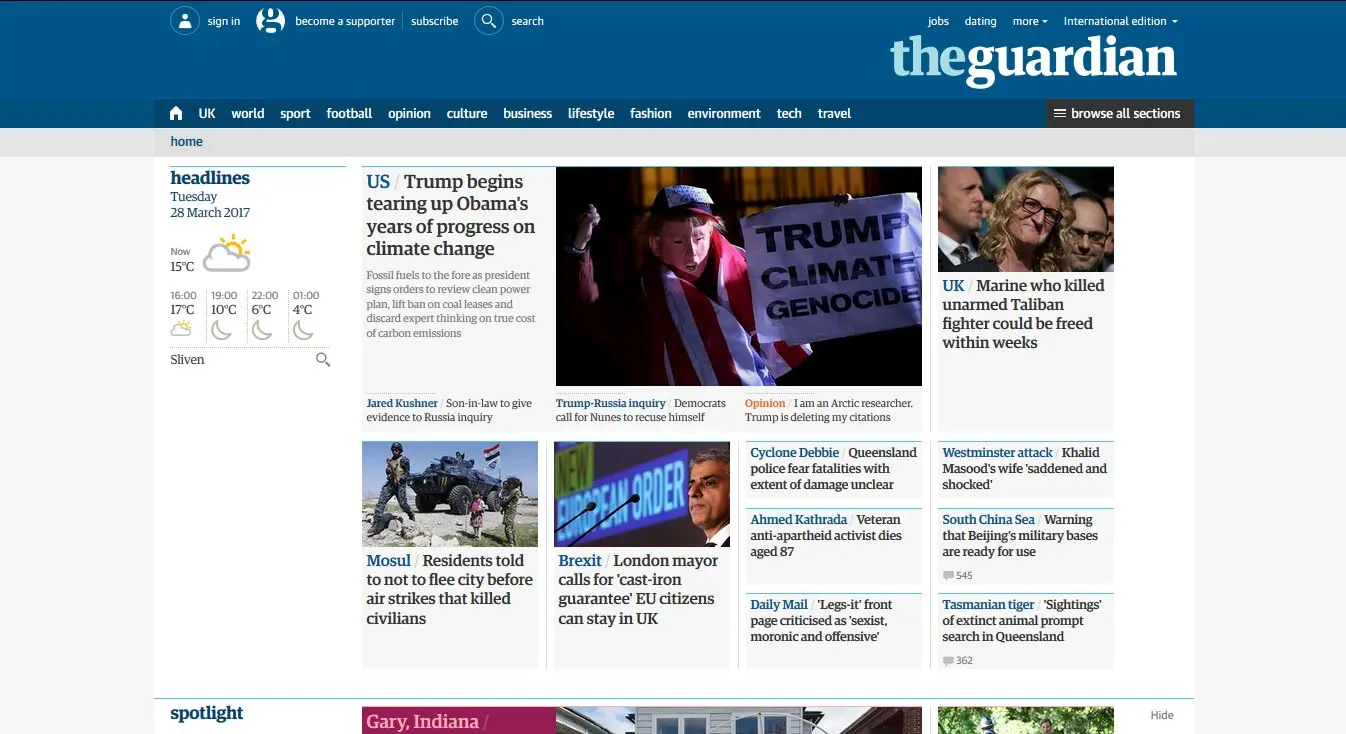 sign in
become a supporter
subscribe
search
jobs
dating
more
International edition
theguardian
UK
world
sport
football
opinion
culture
business
lifestyle
fashion
environment
tech
travel
browse all sections
home
headlines
Tuesday
28 March 2017
Now
15°C
16:00
19:00
22:00
01:00
17°C
10°C
6°C
4°C
Sliven
US / Trump begins
tearing up Obama's
years of progress on
climate change
Fossil fuels to the fore as president
signs orders to review clean power
plan, lift ban on coal leases and
discard expert thinking on true cost
of carbon emissions
TRUMP
CLIMATE
GENOCIDE
UK / Marine who killed
unarmed Taliban
fighter could be freed
within weeks
Jared Kushner / Son-in-law to give
evidence to Russia inquiry
Trump-Russia inquiry / Democrats
call for Nunes to recuse himself
Opinion / I am an Arctic researcher.
Trump is deleting my citations
Mosul / Residents told
to not to flee city before
air strikes that killed
civilians
NEW
EUROPEAN ORDER
Brexit / London mayor
calls for 'cast-iron
guarantee' EU citizens
can stay in UK
Cyclone Debbie / Queensland
police fear fatalities with
extent of damage unclear
Ahmed Kathrada / Veteran
anti-apartheid activist dies
aged 87
Daily Mail / 'Legs-it' front
page criticised as 'sexist,
moronic and offensive'
Westminster attack / Khalid
Masood's wife 'saddened and
shocked'
South China Sea / Warning
that Beijing's military bases
are ready for use
545
Tasmanian tiger / 'Sightings'
of extinct animal prompt
search in Queensland
362
spotlight
Gary, Indiana /
Hide